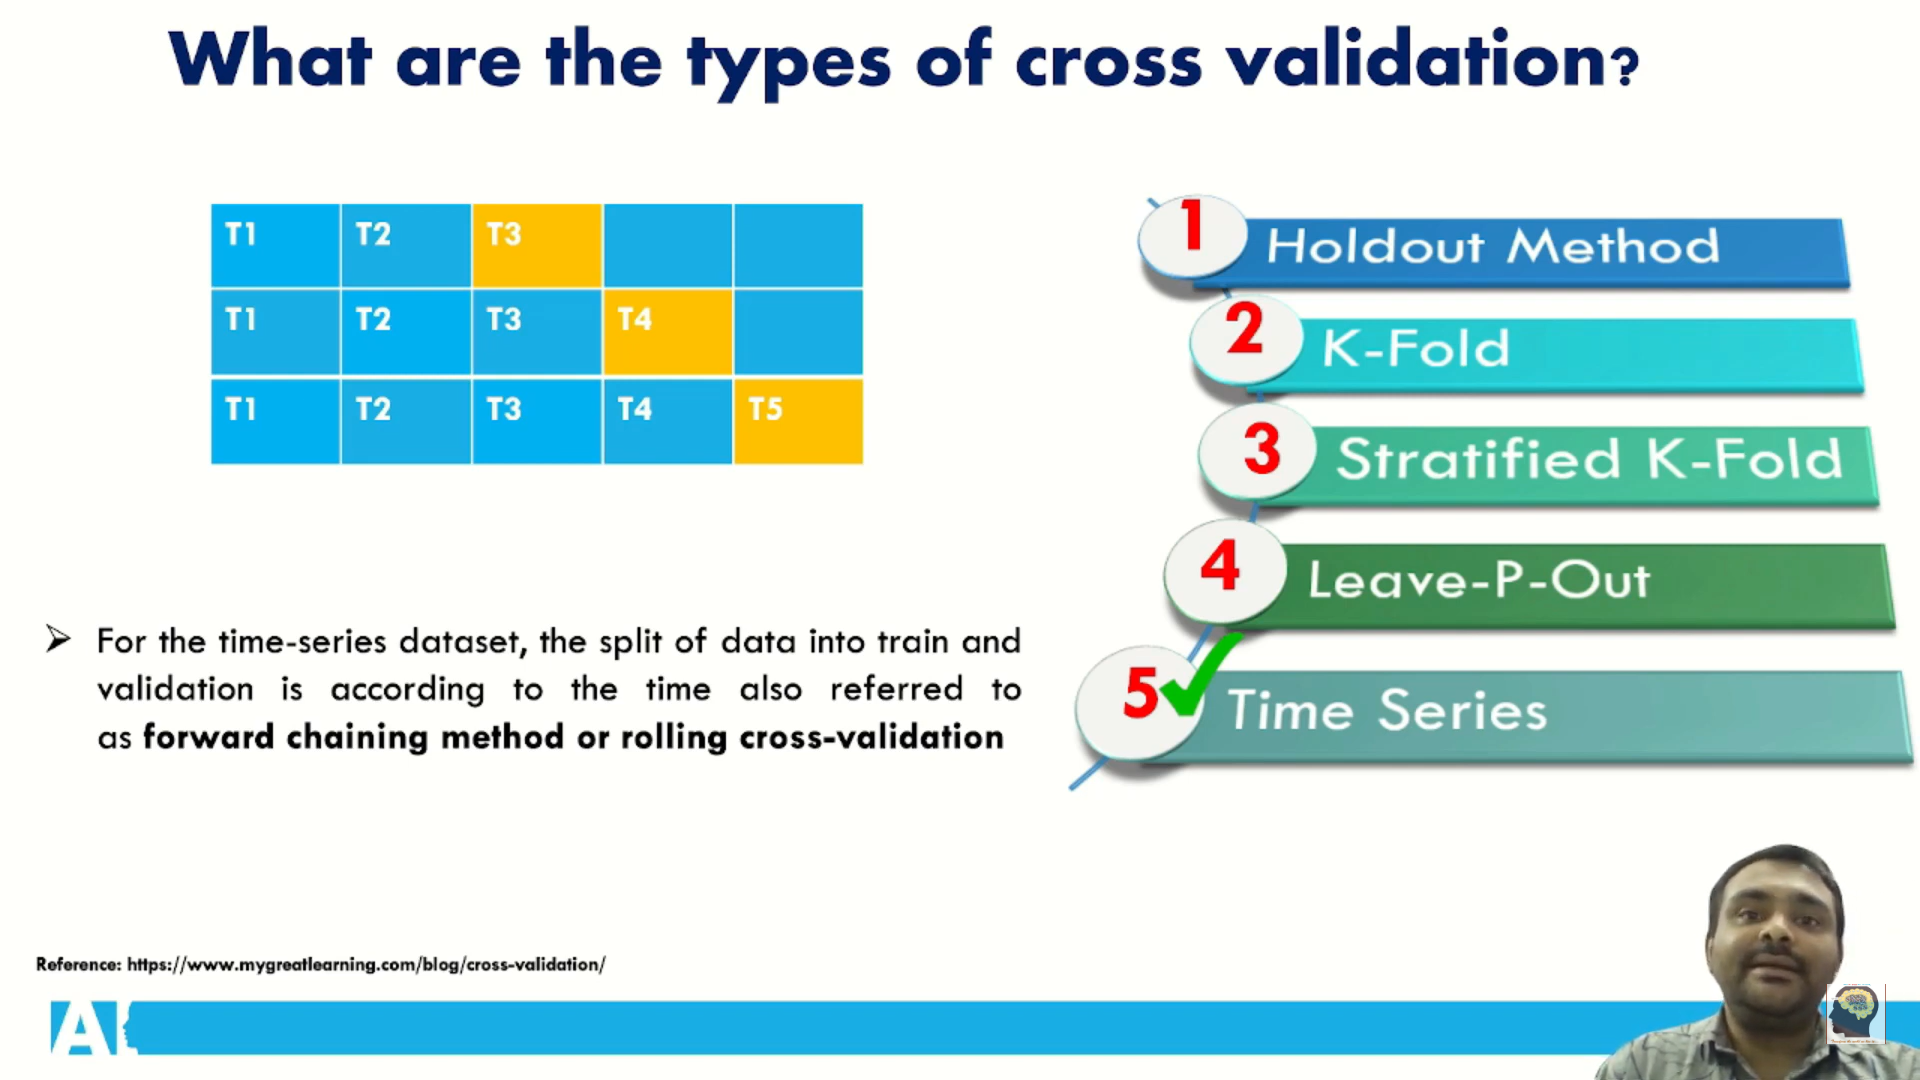 What are the types of cross validation?
T1 T2 T3
T1 T2 T3 T4
T1 T2 T3 T4 T5
For the time-series dataset, the split of data into train and
validation is according to the time also referred to
as forward chaining method or rolling cross-validation
1 Holdout Method
2 K-Fold
3 Stratified K-Fold
4 Leave-P-Out
5 Time Series
Reference: https://www.mygreatlearning.com/blog/cross-validation/
AI